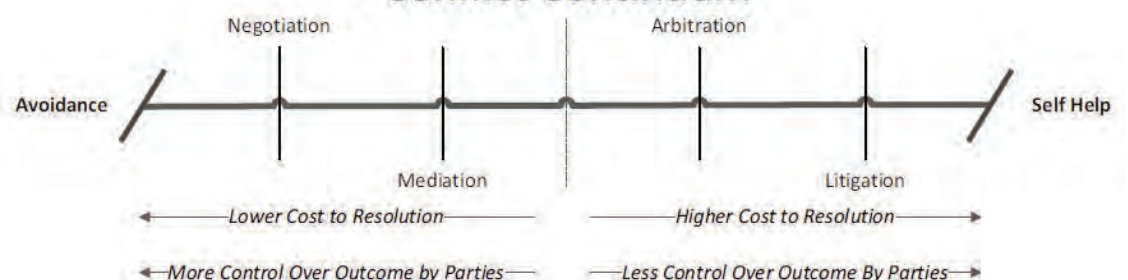 Negotiation Arbitration
Avoidance Self Help
Mediation Litigation
Lower Cost to Resolution Higher Cost to Resolution
More Control Over Outcome by Parties Less Control Over Outcome By Parties